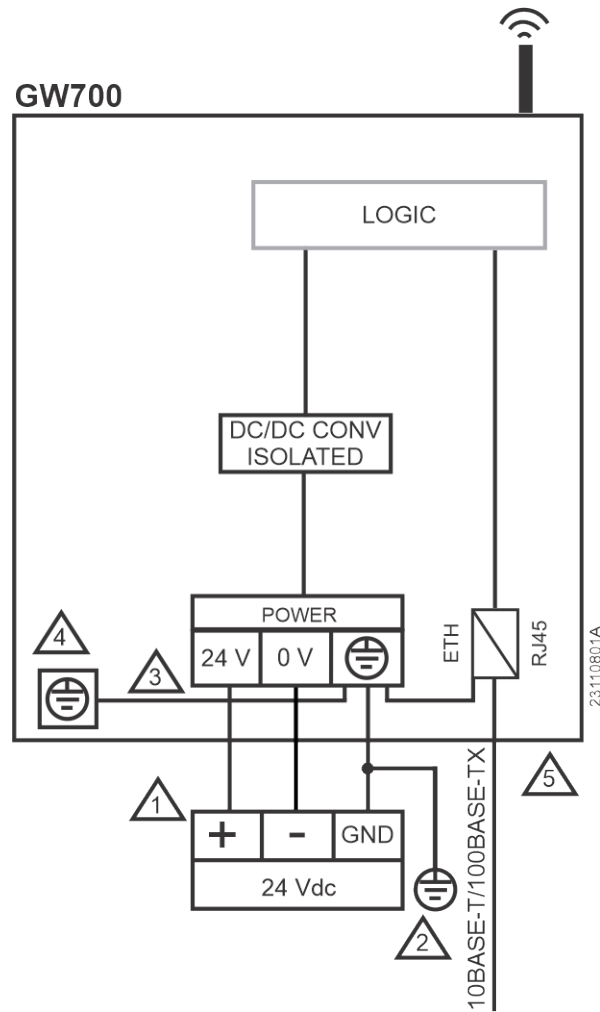 GW700
LOGIC
DC/DC CONV
ISOLATED
POWER
24 V
0 V
ETH
RJ45
4
3
23110801A
1
5
+
-
GND
24 Vdc
2
10BASE-T/100BASE-TX